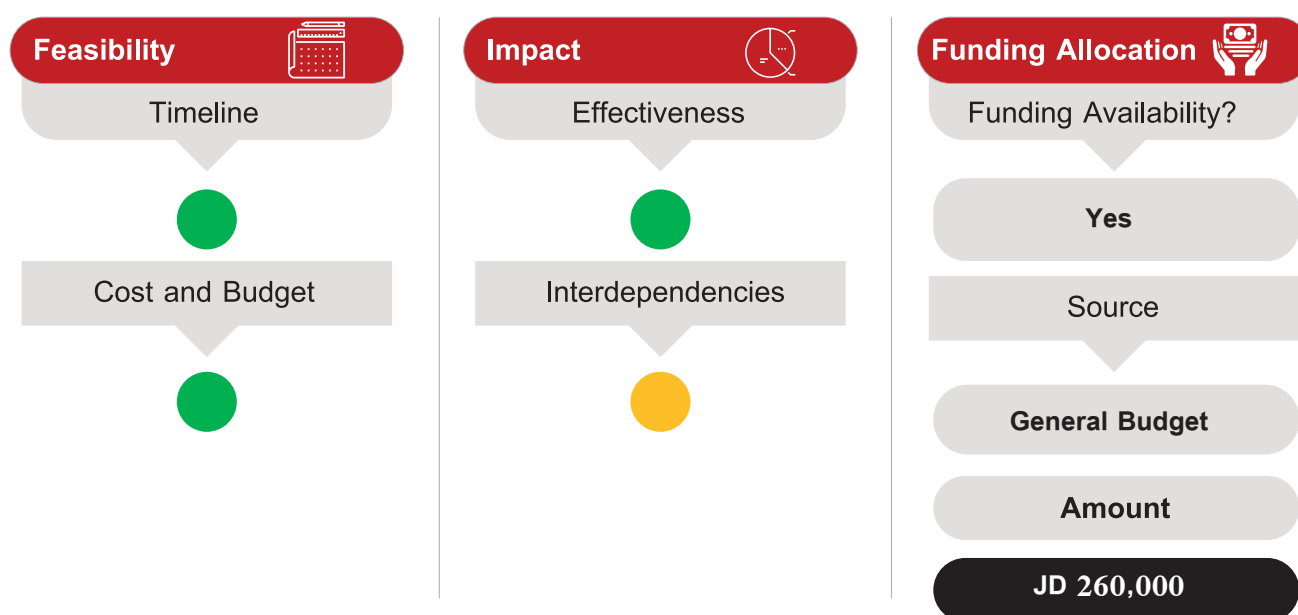 Feasibility
Timeline
Cost and Budget
Impact
Effectiveness
Interdependencies
Funding Allocation
Funding Availability?
Yes
Source
General Budget
Amount
JD 260,000